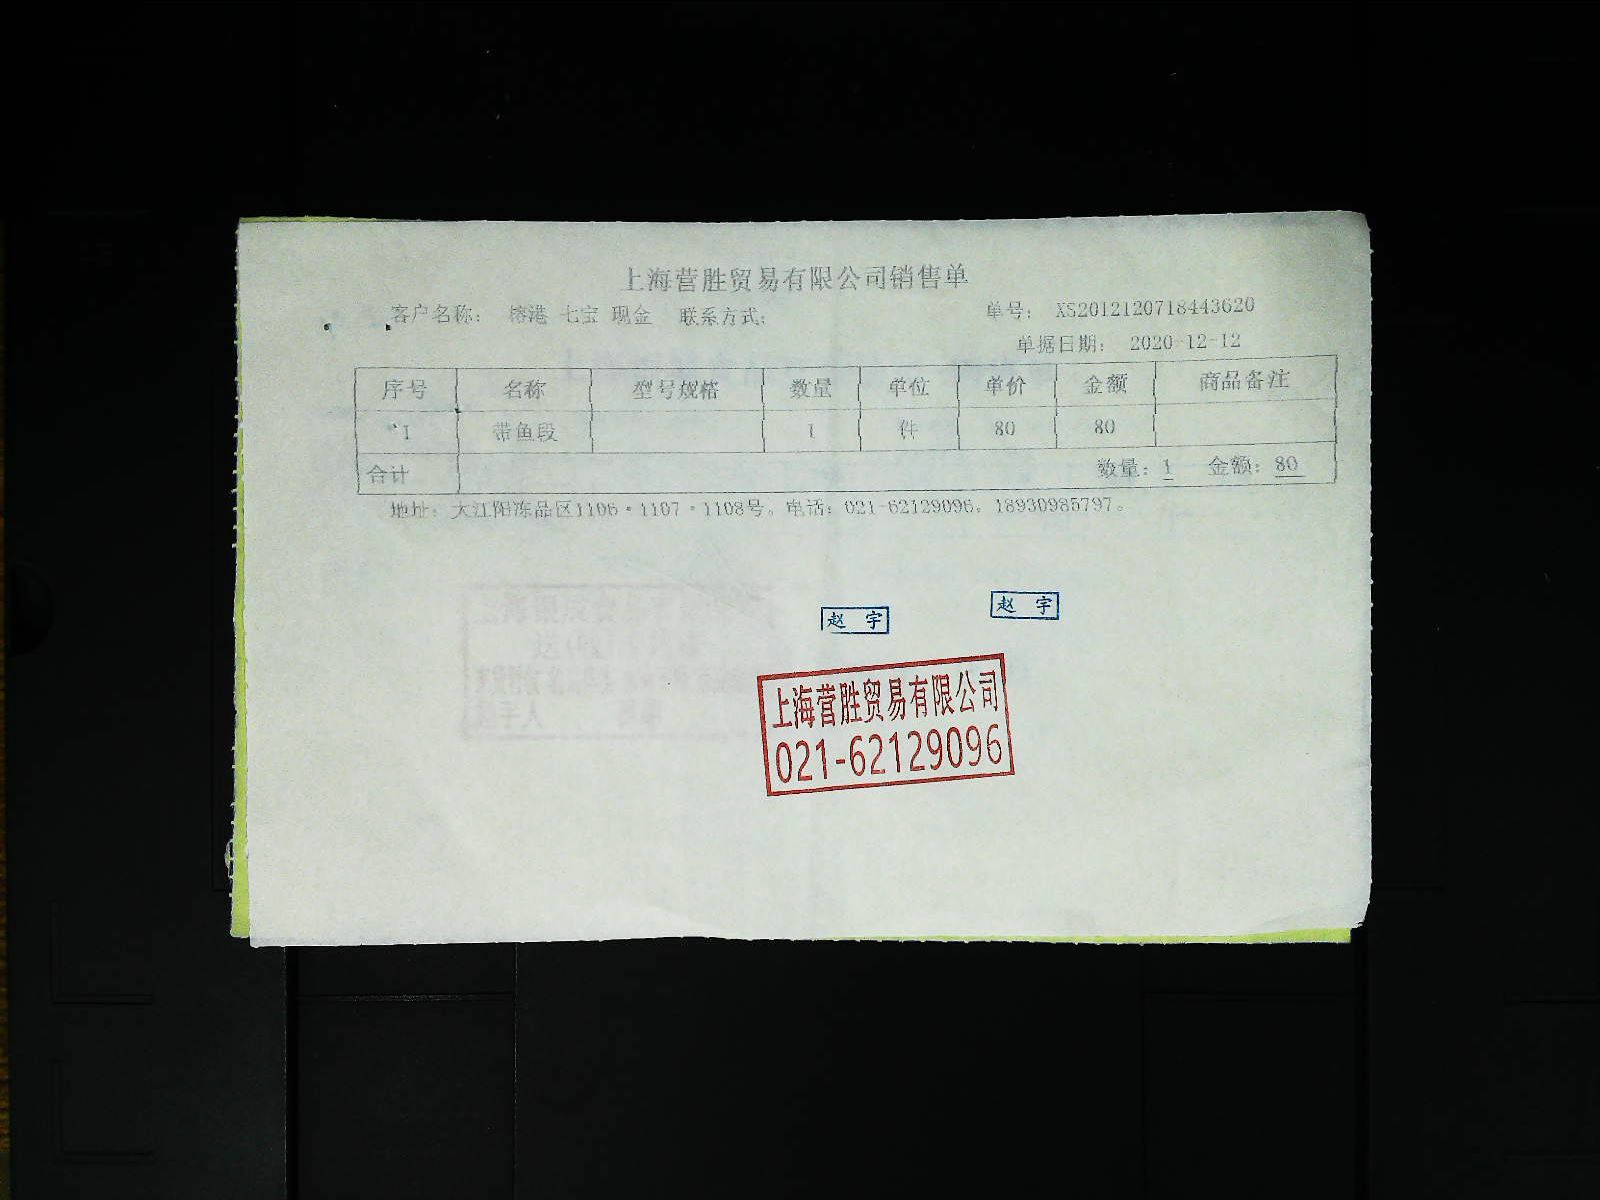 上海营胜贸易有限公司销售单
客户名称： 榕港 七宝 现金 联系方式： 单号： XS2012120718443620
单据日期： 2020-12-12
序号 名称 型号规格 数量 单位 单价 金额 商品备注
1 带鱼段 1 件 80 80
合计 数量：1 金额：80
地址：大江阳冻品区1106·1107·1108号。电话：021-62129096，18930985797。
赵 宇 赵 宇
上海营胜贸易有限公司
021-62129096